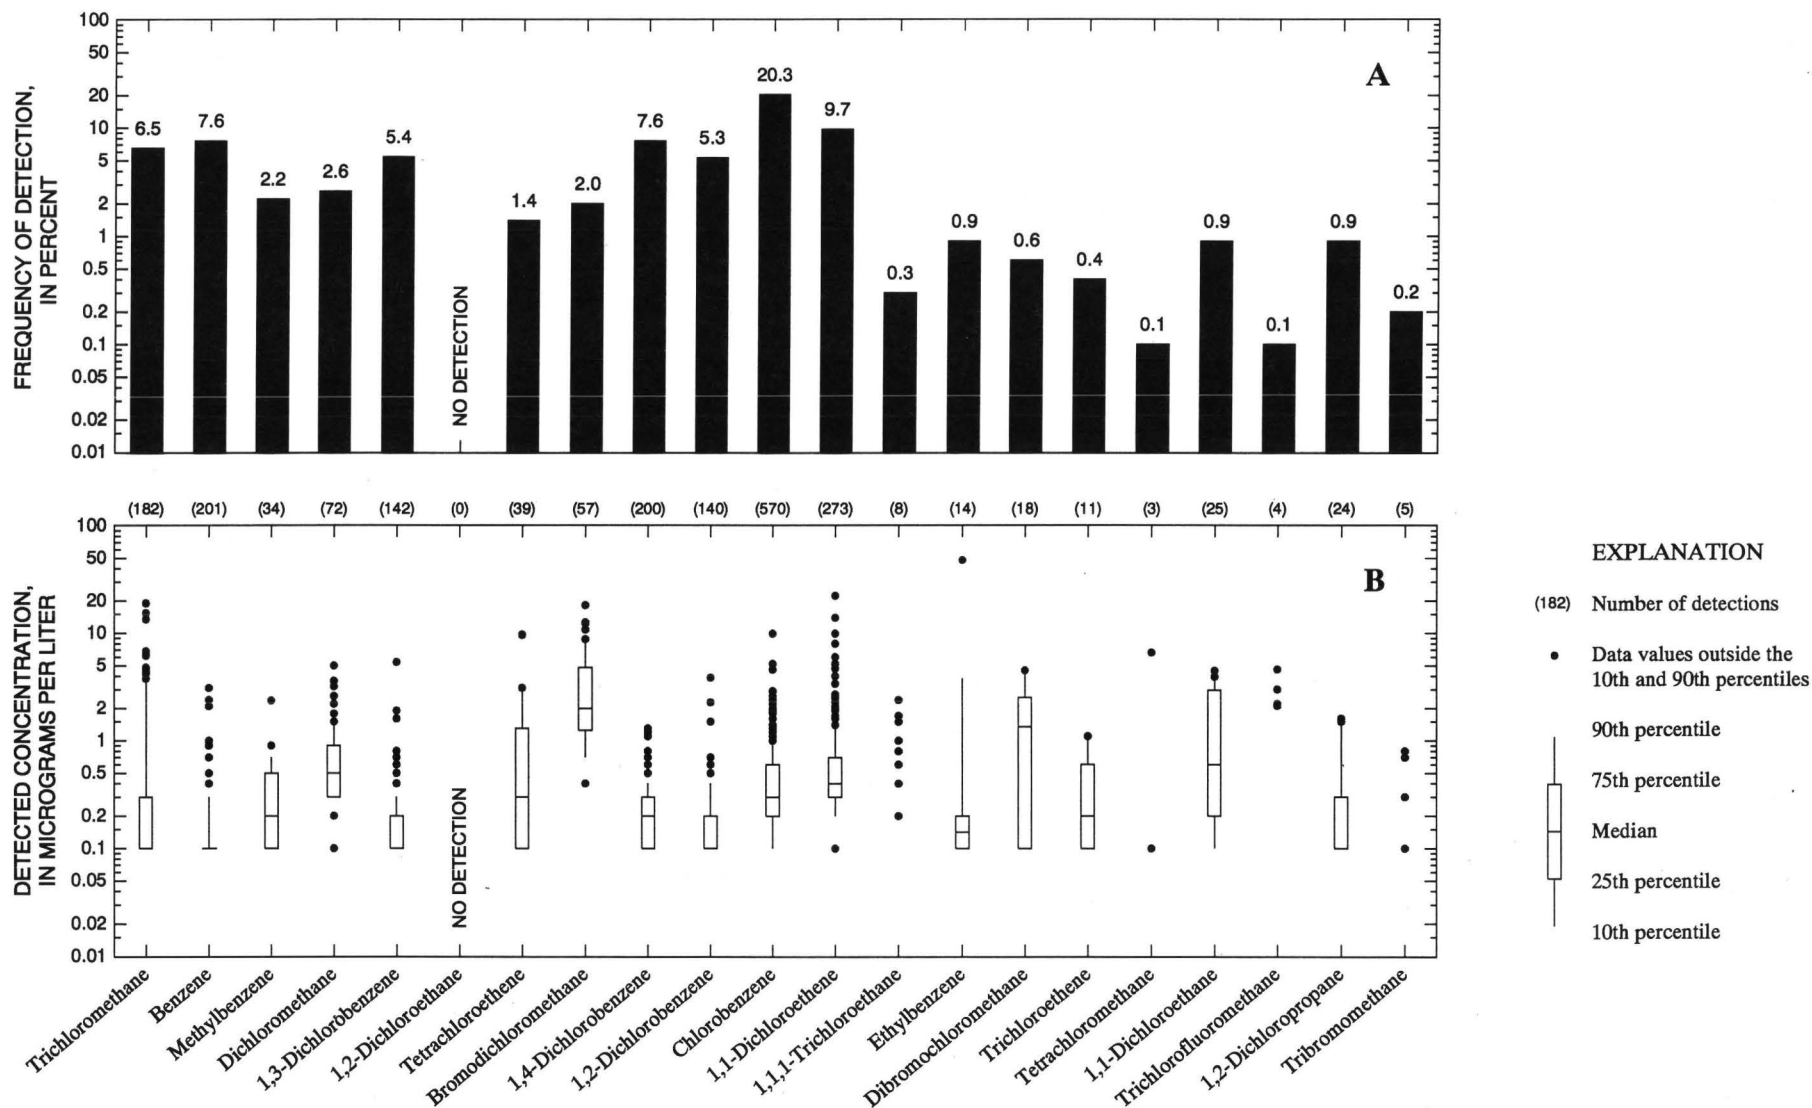 FREQUENCY OF DETECTION,
IN PERCENT
100
50
20
10
5
2
1
0.5
0.2
0.1
0.05
0.02
0.01
A
6.5
7.6
2.2
2.6
5.4
NO DETECTION
1.4
2.0
7.6
5.3
20.3
9.7
0.3
0.9
0.6
0.4
0.1
0.9
0.1
0.9
0.2
(182) (201) (34) (72) (142) (0) (39) (57) (200) (140) (570) (273) (8) (14) (18) (11) (3) (25) (4) (24) (5)
DETECTED CONCENTRATION,
IN MICROGRAMS PER LITER
100
50
20
10
5
2
1
0.5
0.2
0.1
0.05
0.02
0.01
B
NO DETECTION
Trichloromethane
Benzene
Methylbenzene
Dichloromethane
1,3-Dichlorobenzene
1,2-Dichloroethane
Tetrachloroethene
Bromodichloromethane
1,4-Dichlorobenzene
1,2-Dichlorobenzene
Chlorobenzene
1,1-Dichloroethene
1,1,1-Trichloroethane
Ethylbenzene
Dibromochloromethane
Trichloroethene
Tetrachloromethane
1,1-Dichloroethane
Trichlorofluromethane
1,2-Dichloropropane
Tribromomethane
EXPLANATION
(182) Number of detections
Data values outside the
10th and 90th percentiles
90th percentile
75th percentile
Median
25th percentile
10th percentile